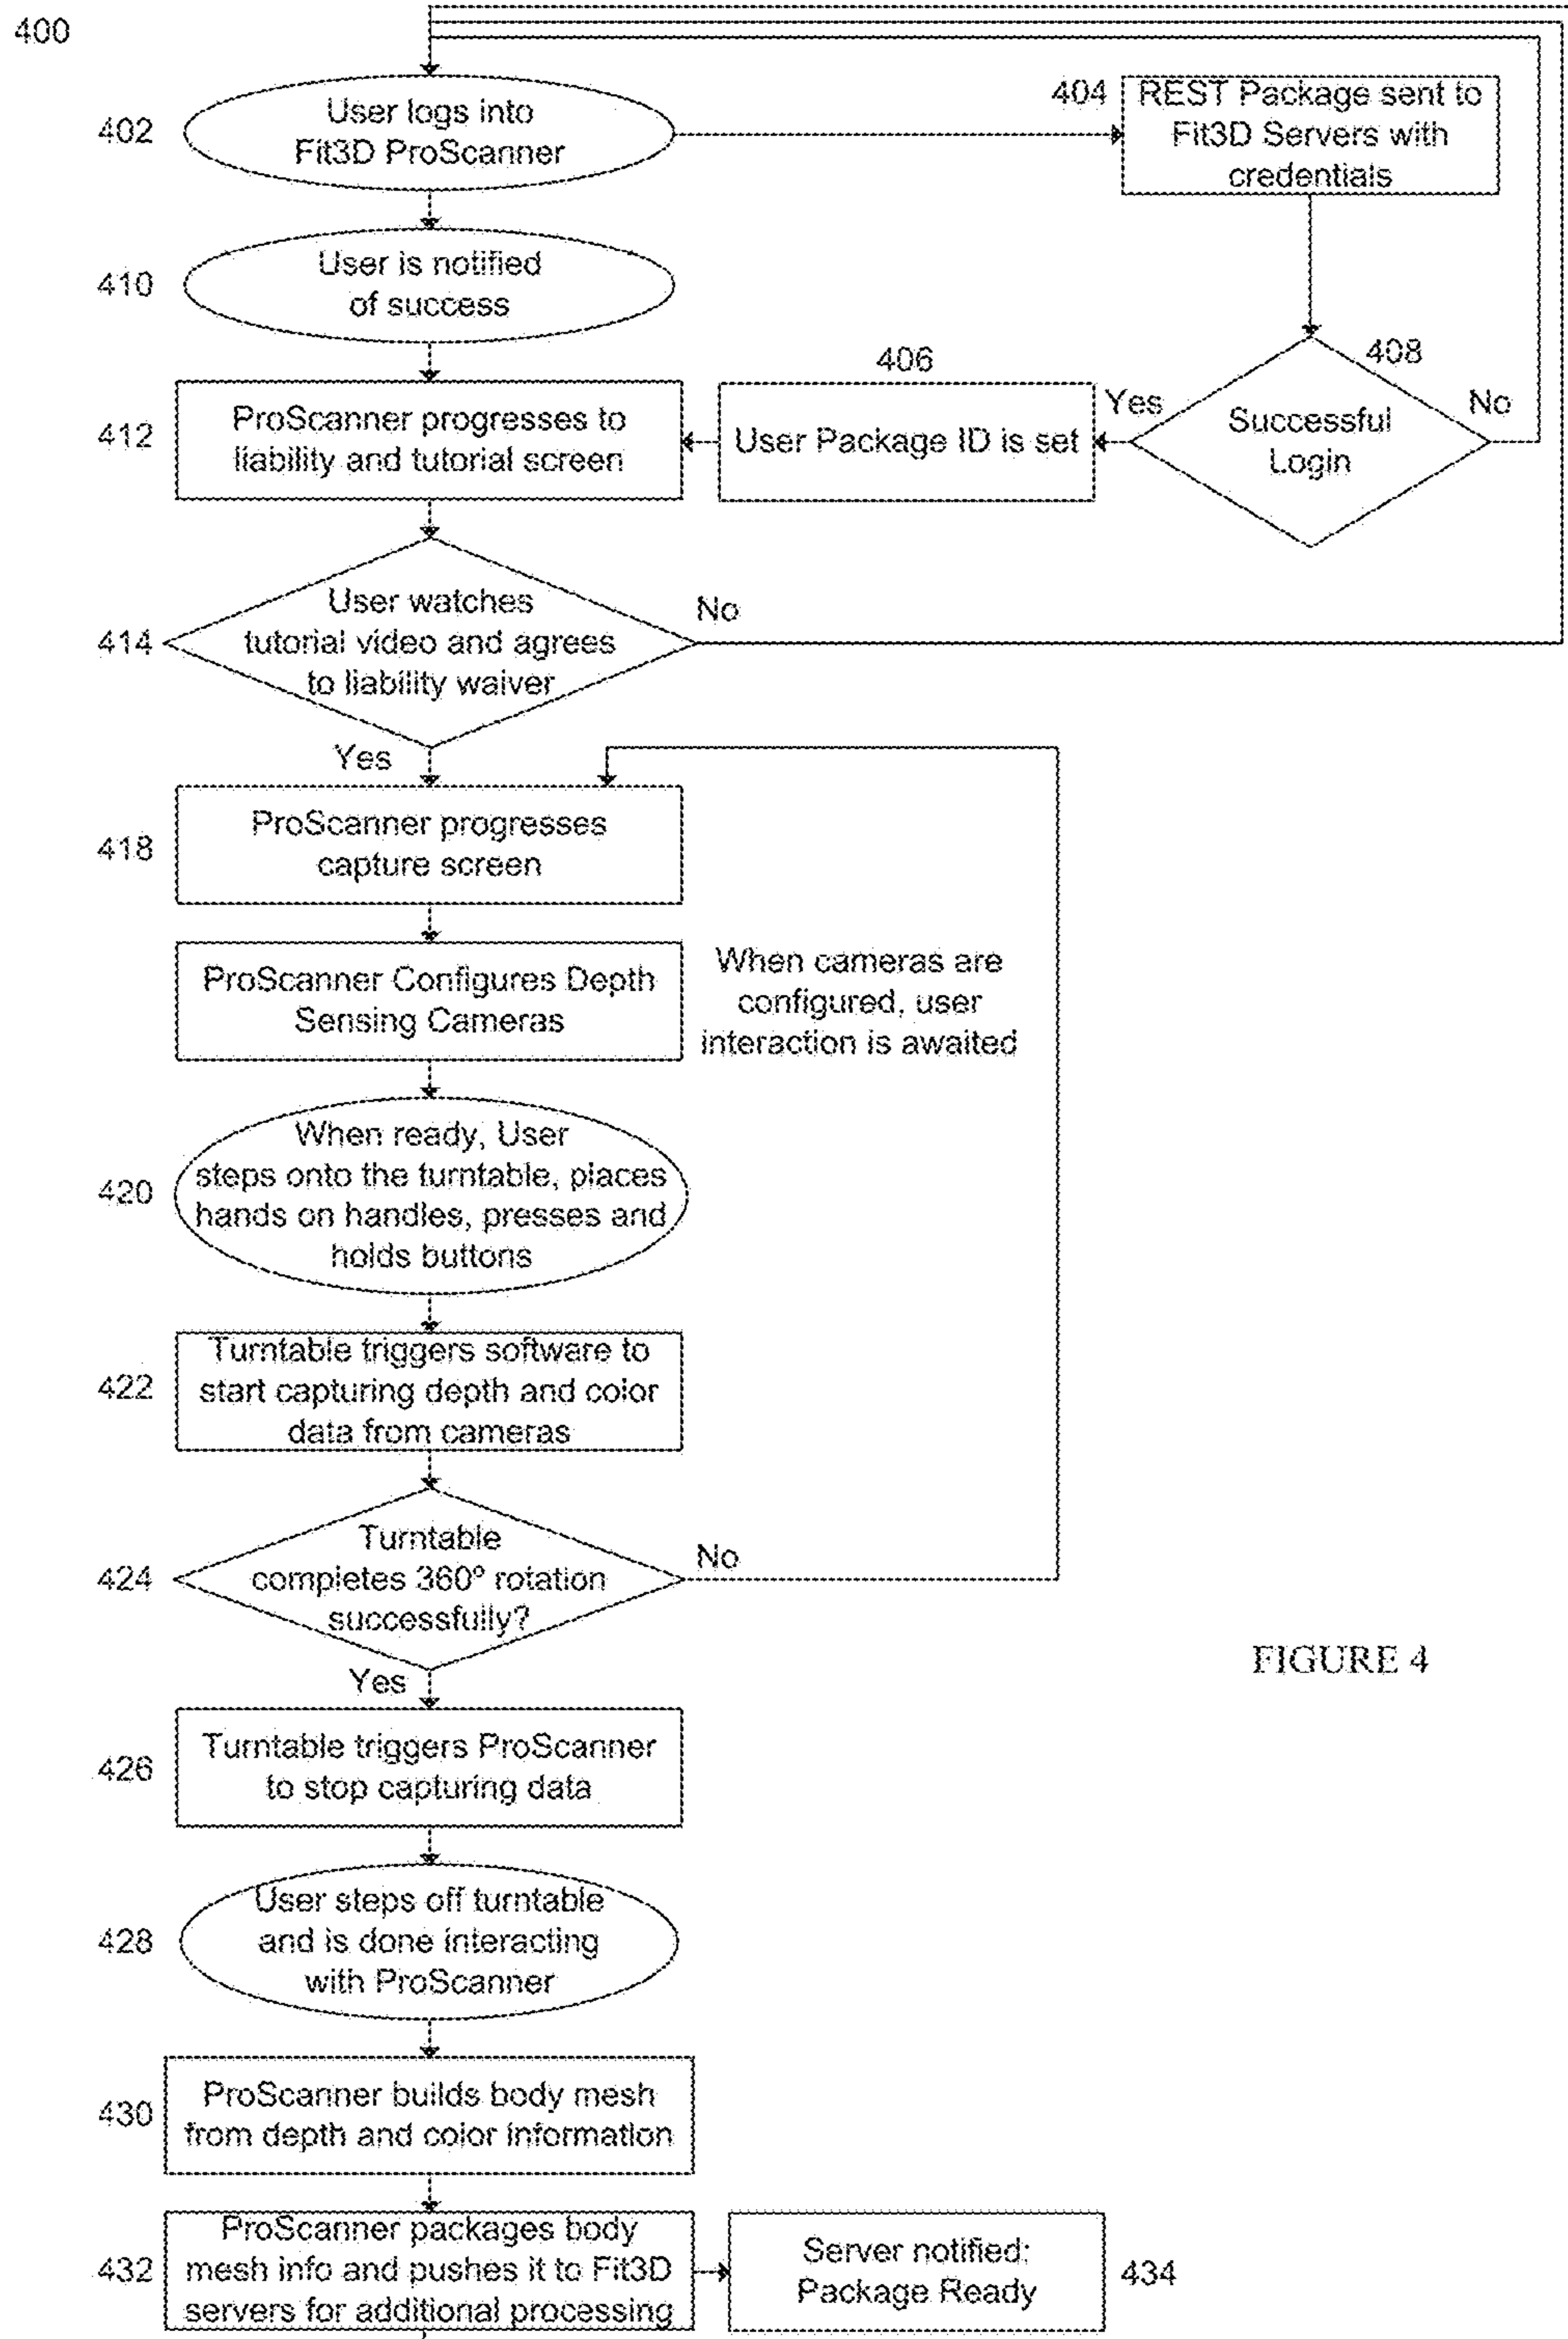 400
402
User logs into
Fit3D ProScanner
404
REST Package sent to
Fit3D Servers with
credentials
410
User is notified
of success
406
408
412
ProScanner progresses to
liability and tutorial screen
User Package ID is set
Yes
Successful
Login
No
414
User watches
tutorial video and agrees
to liability waiver
No
Yes
418
ProScanner progresses
capture screen
ProScanner Configures Depth
Sensing Cameras
When cameras are
configured, user
interaction is awaited
420
When ready, User
steps onto the turntable, places
hands on handles, presses and
holds buttons
422
Turntable triggers software to
start capturing depth and color
data from cameras
424
Turntable
completes 360º rotation
successfully?
No
Yes
FIGURE 4
426
Turntable triggers ProScanner
to stop capturing data
428
User steps off turntable
and is done interacting
with ProScanner
430
ProScanner builds body mesh
from depth and color information
432
ProScanner packages body
mesh info and pushes it to Fit3D
servers for additional processing
Server notified:
Package Ready
434